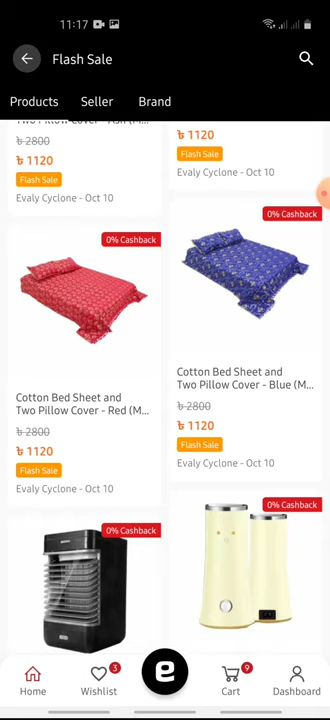 11:17
Flash Sale
Products Seller Brand
Two Pillow Cover - Ash (M...
৳ 2800
৳ 1120
Flash Sale
Evaly Cyclone - Oct 10
৳ 1120
Flash Sale
Evaly Cyclone - Oct 10
0% Cashback
Cotton Bed Sheet and
Two Pillow Cover - Red (M...
৳ 2800
৳ 1120
Flash Sale
Evaly Cyclone - Oct 10
0% Cashback
Cotton Bed Sheet and
Two Pillow Cover - Blue (M...
৳ 2800
৳ 1120
Flash Sale
Evaly Cyclone - Oct 10
0% Cashback
0% Cashback
3
9
e
Home Wishlist Cart Dashboard